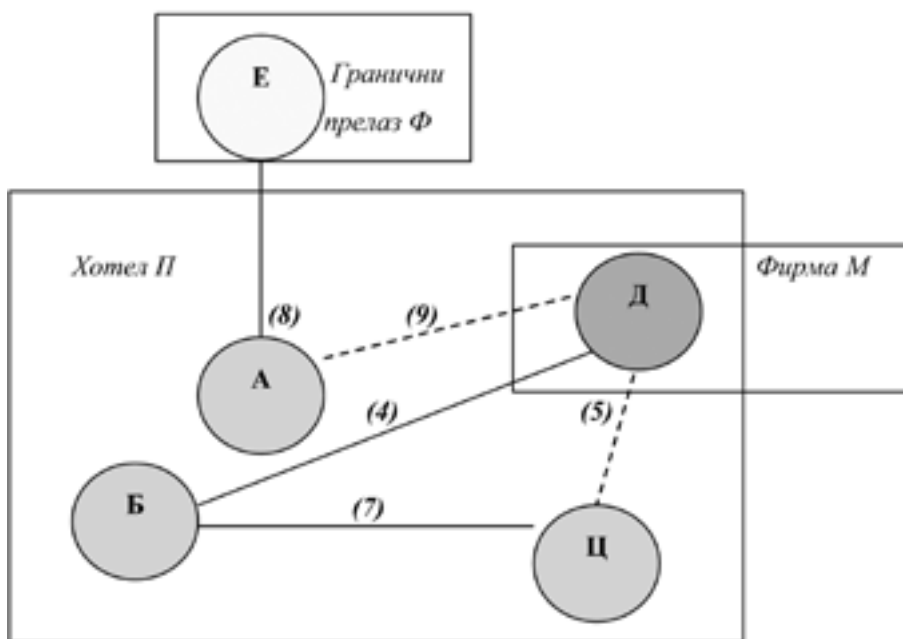 Е
Гранични
прелаз Ф
Хотел П
Фирма М
Д
(8)
(9)
А
(4)
(5)
Б
(7)
Ц